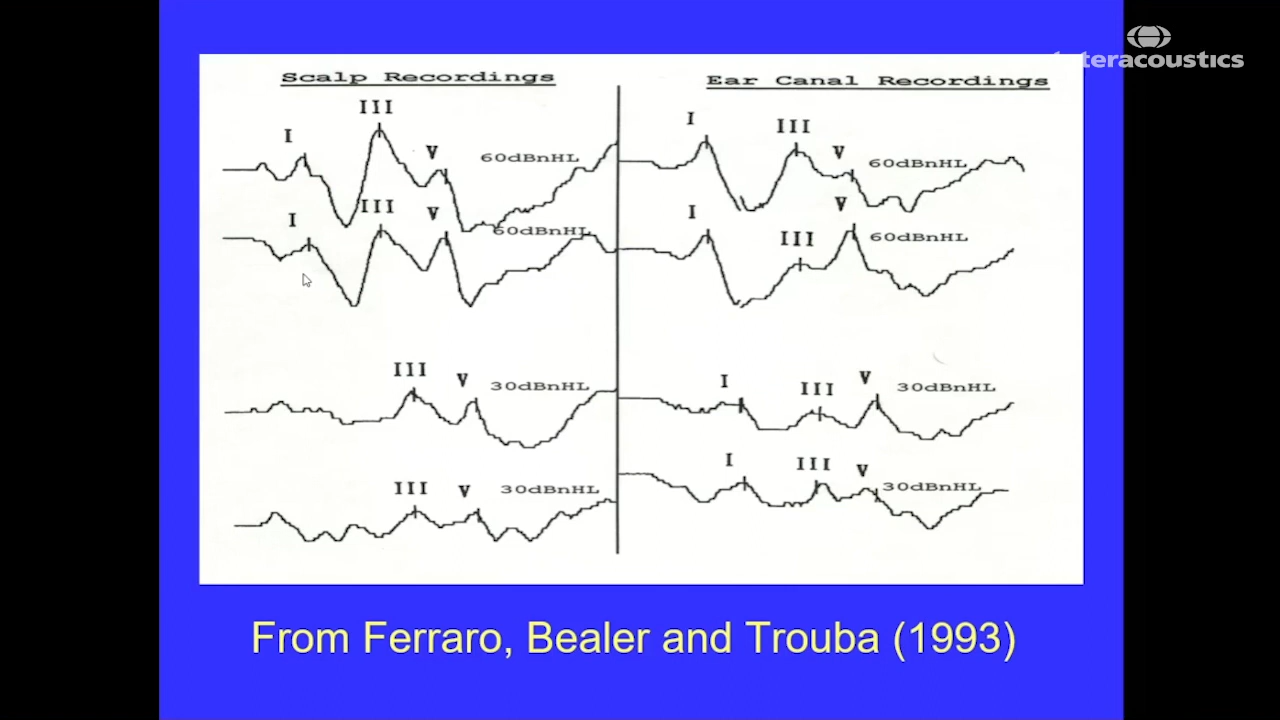 Scalp Recordings
I III V 60dBnHL
I III V 60dBnHL
III V 30dBnHL
III V 30dBnHL
Ear Canal Recordings
I III V 60dBnHL
I III V 60dBnHL
I III V 30dBnHL
I III V 30dBnHL
From Ferraro, Bealer and Trouba (1993)